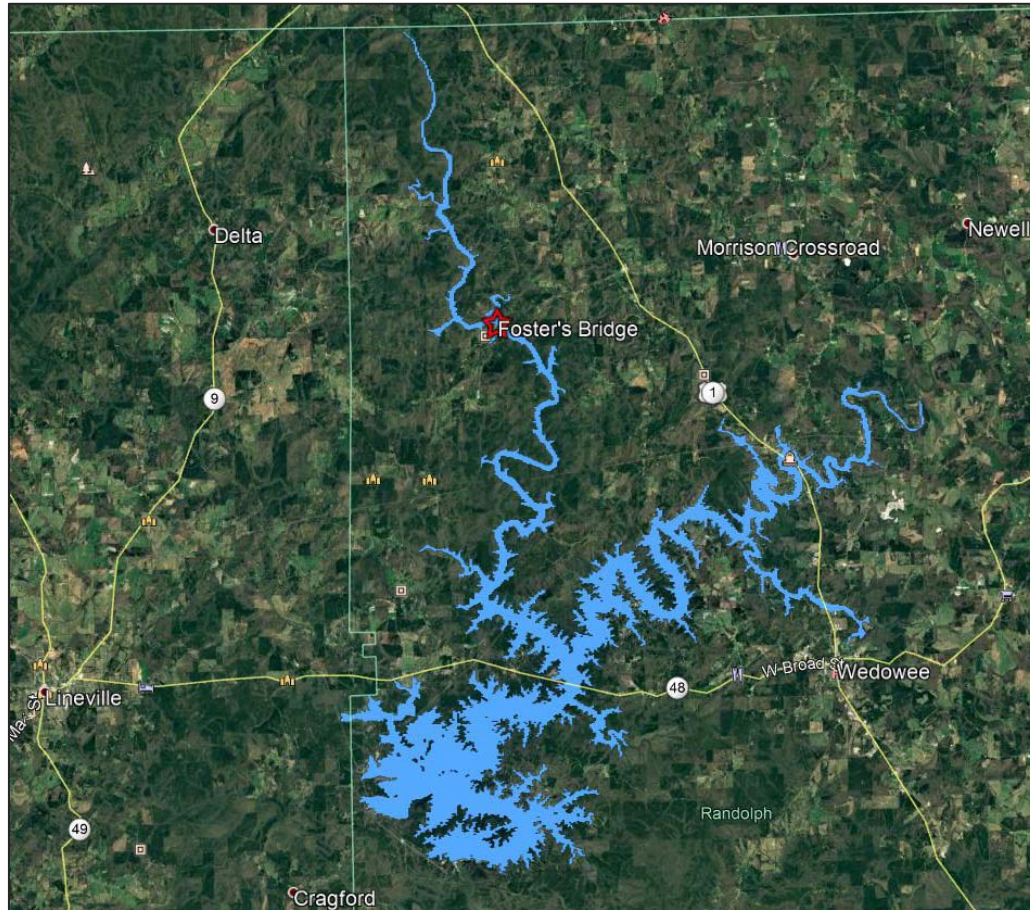 Delta
Newell
Morrison Crossroad
Foster's Bridge
9
1
W Broad St
Wedowee
48
Lineville
Randolph
49
Cragford